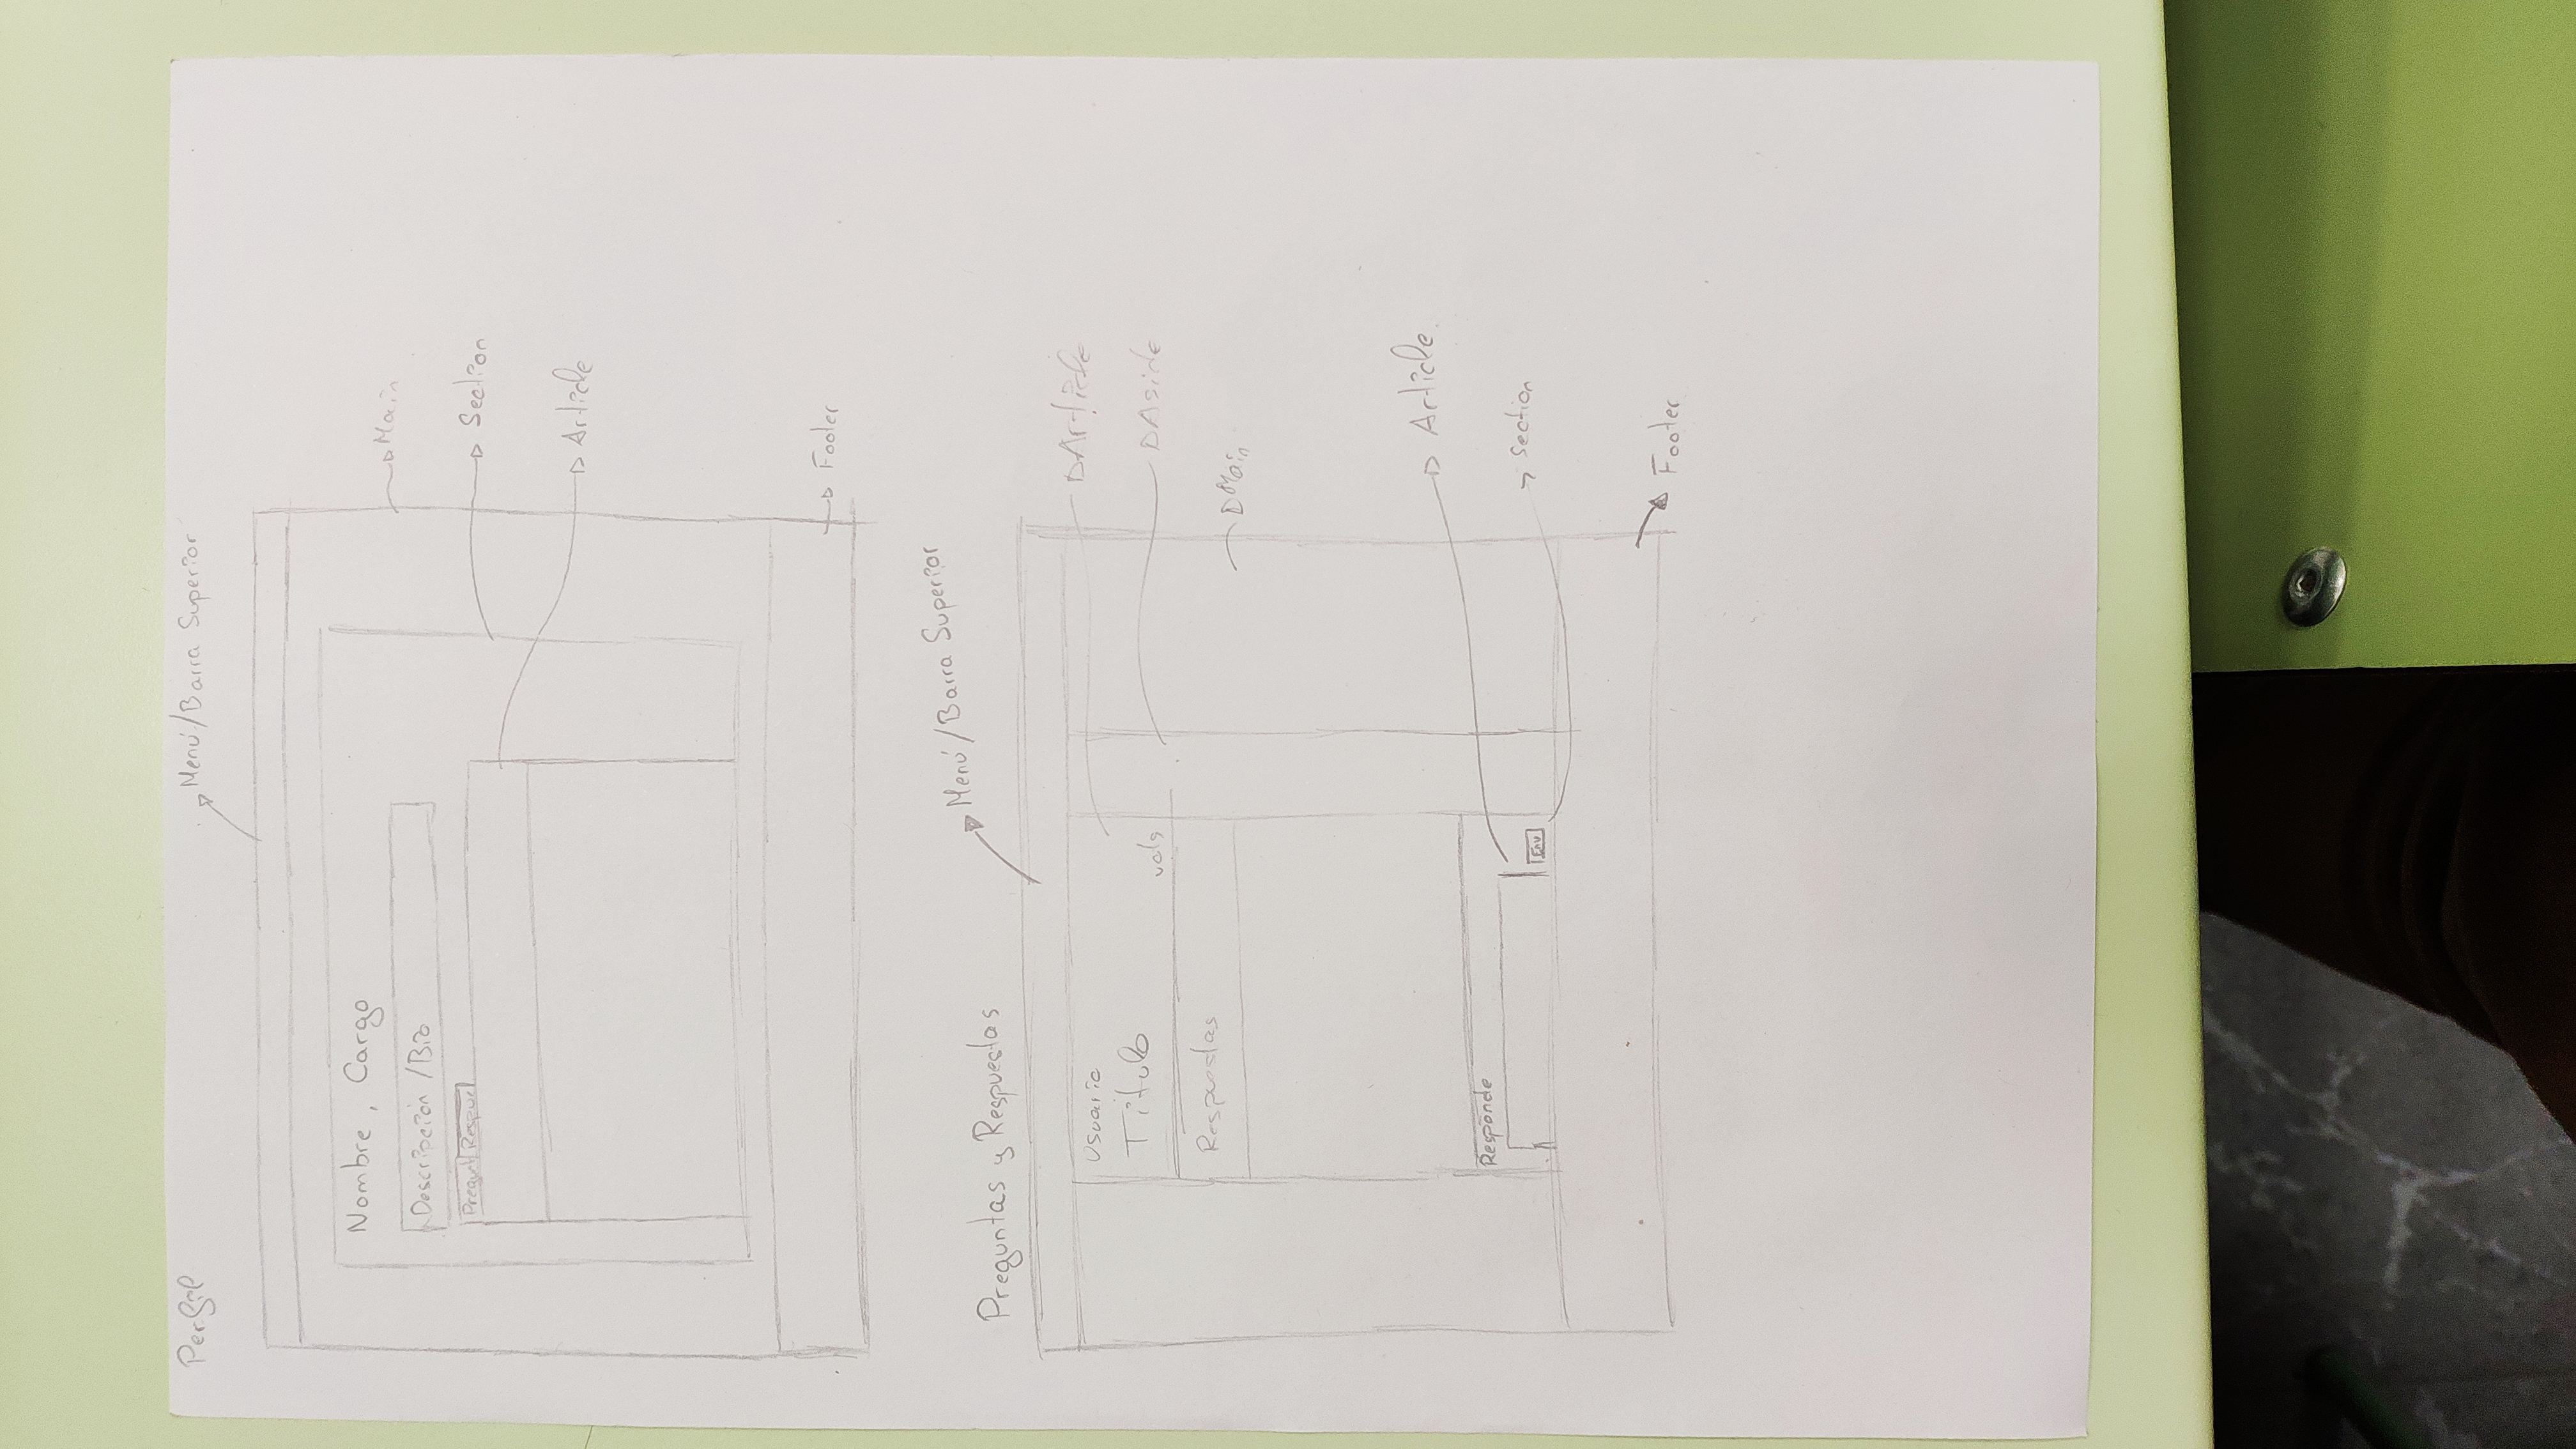 Perfil
Menú/Barra Superior
Nombre, Cargo
Main
Descripción/Bio
Pregunt Respue
Section
Article
Footer
Menú/Barra Superior
Preguntas y Respuestas
Usuario
Article
Titulo
vots
Aside
Respuestas
Main
Article
Responde
Env
section
Footer